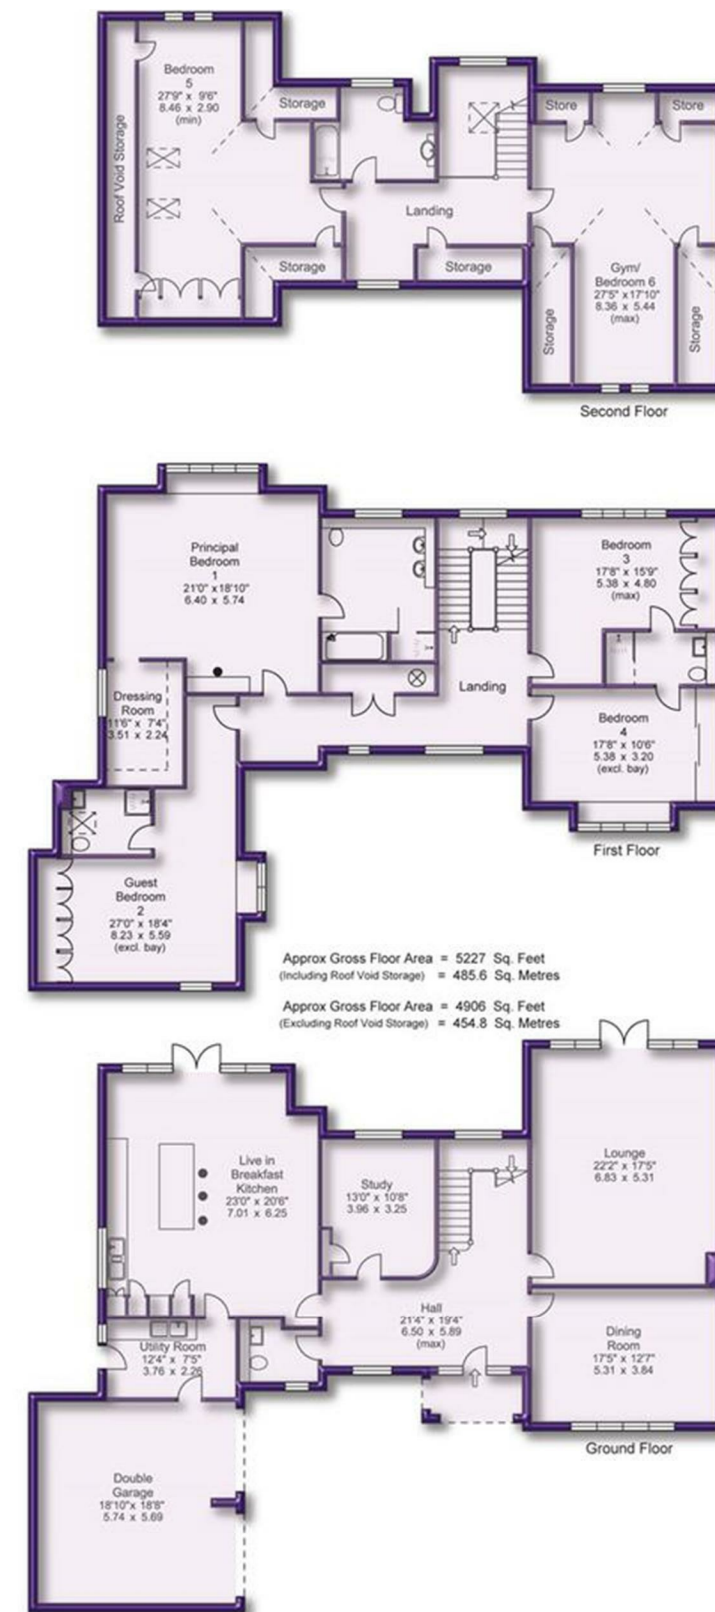 Bedroom
5
27'9" x 9'6"
8.46 x 2.90
(min)
Storage
Roof Void Storage
Store
Store
Landing
Storage
Storage
Gym/
Bedroom 6
27'5" x 17'10"
8.36 x 5.44
(max)
Storage
Storage
Second Floor
Principal
Bedroom
1
21'0" x 18'10"
6.40 x 5.74
Bedroom
3
17'8" x 15'9"
5.38 x 4.80
(max)
Dressing
Room
11'6" x 7'4"
3.51 x 2.24
Landing
Bedroom
4
17'8" x 10'6"
5.38 x 3.20
(excl. bay)
First Floor
Guest
Bedroom
2
27'0" x 18'4"
8.23 x 5.59
(excl. bay)
Approx Gross Floor Area = 5227 Sq. Feet
(Including Roof Void Storage) = 485.6 Sq. Metres
Approx Gross Floor Area = 4906 Sq. Feet
(Excluding Roof Void Storage) = 454.8 Sq. Metres
Live in
Breakfast
Kitchen
23'0" x 20'6"
7.01 x 6.25
Study
13'0" x 10'8"
3.96 x 3.25
Lounge
22'2" x 17'5"
6.83 x 5.31
Hall
21'4" x 19'4"
6.50 x 5.89
(max)
Utility Room
12'4" x 7'5"
3.76 x 2.26
Dining
Room
17'5" x 12'7"
5.31 x 3.84
Ground Floor
Double
Garage
18'10" x 18'8"
5.74 x 5.69